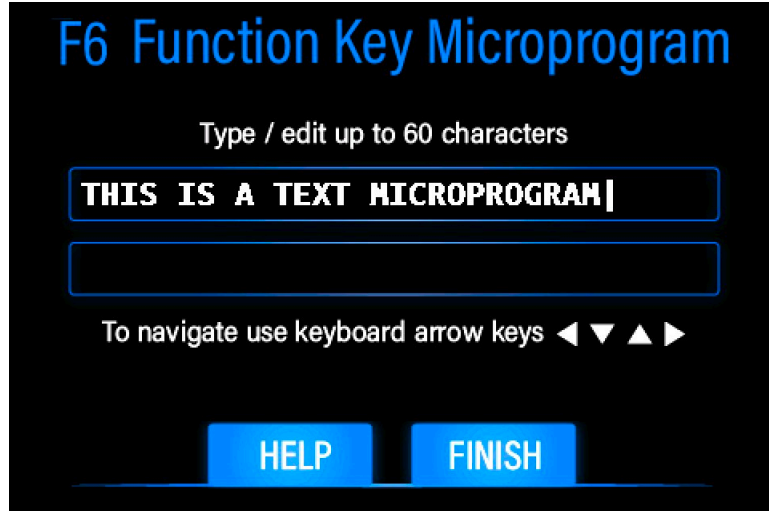 F6 Function Key Microprogram
Type / edit up to 60 characters
THIS IS A TEXT MICROPROGRAM
To navigate use keyboard arrow keys ◀ ▼ ▲ ▶
HELP FINISH